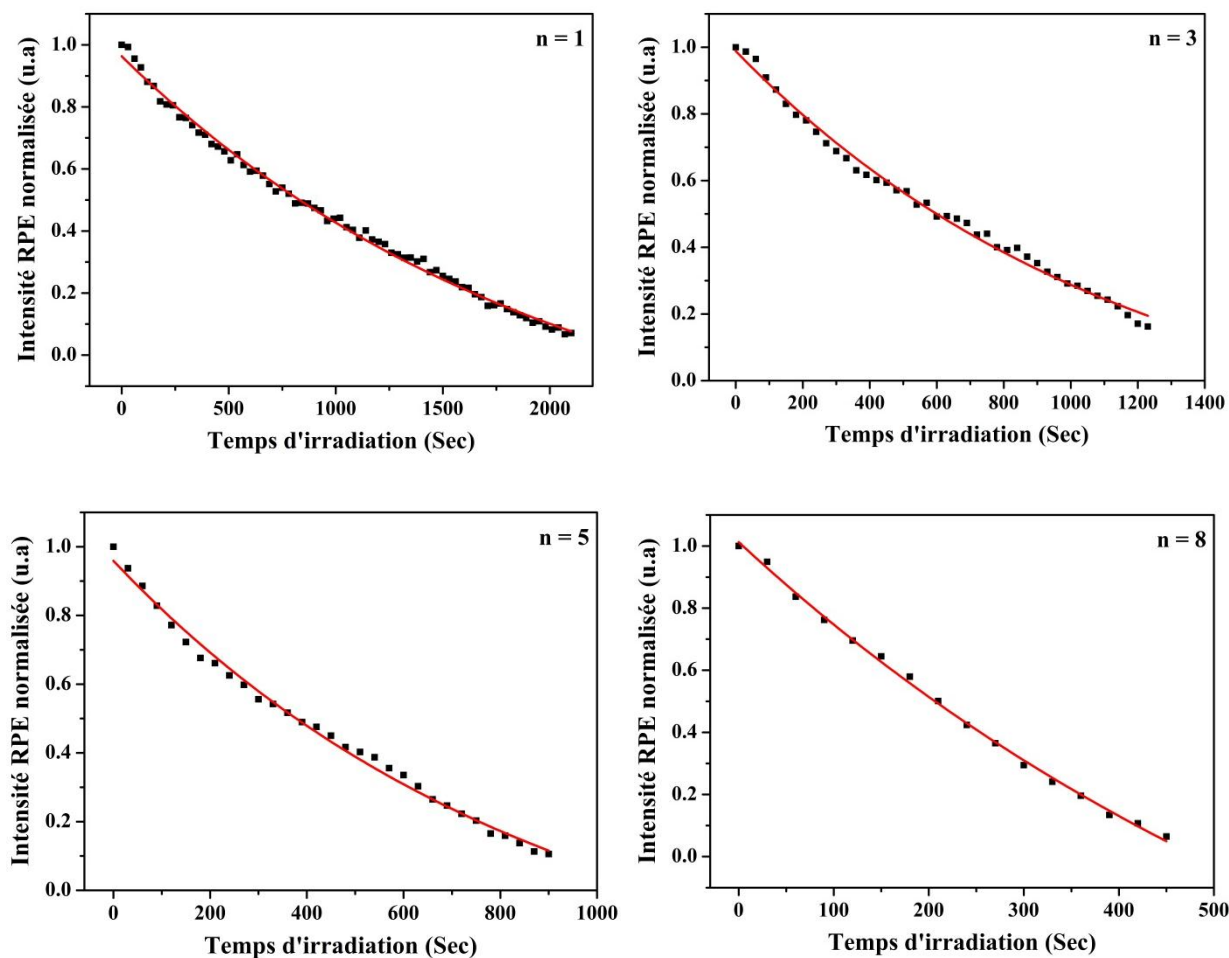 n = 1
Intensité RPE normalisée (u.a)
1.0
0.8
0.6
0.4
0.2
0.0
0 500 1000 1500 2000
Temps d'irradiation (Sec)
n = 3
Intensité RPE normalisée (u.a)
1.0
0.8
0.6
0.4
0.2
0.0
0 200 400 600 800 1000 1200 1400
Temps d'irradiation (Sec)
n = 5
Intensité RPE normalisée (u.a)
1.0
0.8
0.6
0.4
0.2
0.0
0 200 400 600 800 1000
Temps d'irradiation (Sec)
n = 8
Intensité RPE normalisée (u.a)
1.0
0.8
0.6
0.4
0.2
0.0
0 100 200 300 400 500
Temps d'irradiation (Sec)